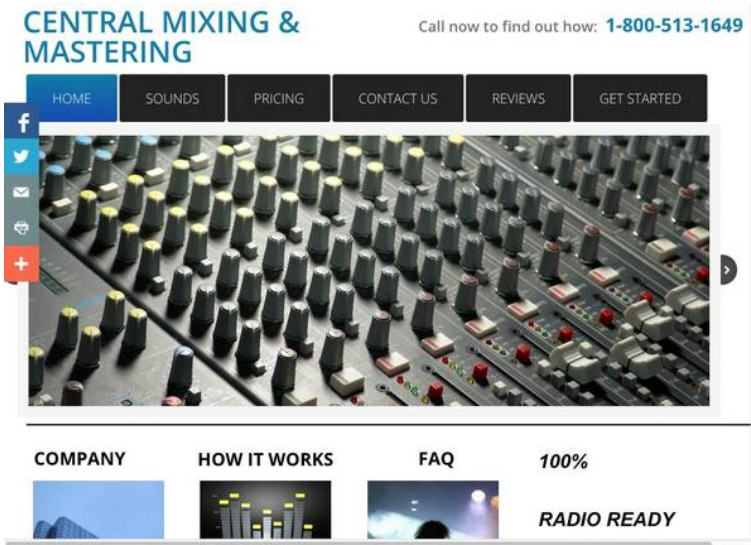 CENTRAL MIXING &
MASTERING
Call now to find out how: 1-800-513-1649
HOME SOUNDS PRICING CONTACT US REVIEWS GET STARTED
COMPANY HOW IT WORKS FAQ 100%
RADIO READY